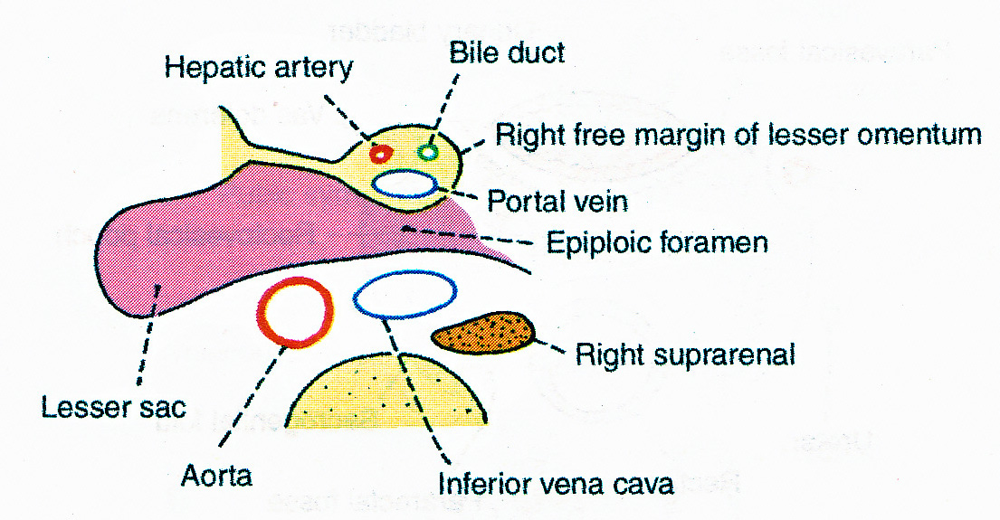 Hepatic artery
Bile duct
Right free margin of lesser omentum
Portal vein
Epiploic foramen
Right suprarenal
Lesser sac
Aorta
Inferior vena cava